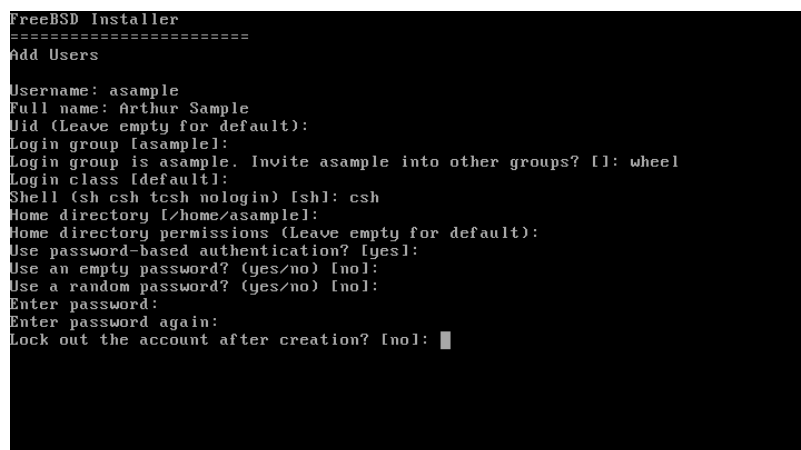 FreeBSD Installer
========================
Add Users

Username: asample
Full name: Arthur Sample
Uid (Leave empty for default):
Login group [asample]:
Login group is asample. Invite asample into other groups? []: wheel
Login class [default]:
Shell (sh csh tcsh nologin) [sh]: csh
Home directory [/home/asample]:
Home directory permissions (Leave empty for default):
Use password-based authentication? [yes]:
Use an empty password? (yes/no) [no]:
Use a random password? (yes/no) [no]:
Enter password:
Enter password again:
Lock out the account after creation? [no]: